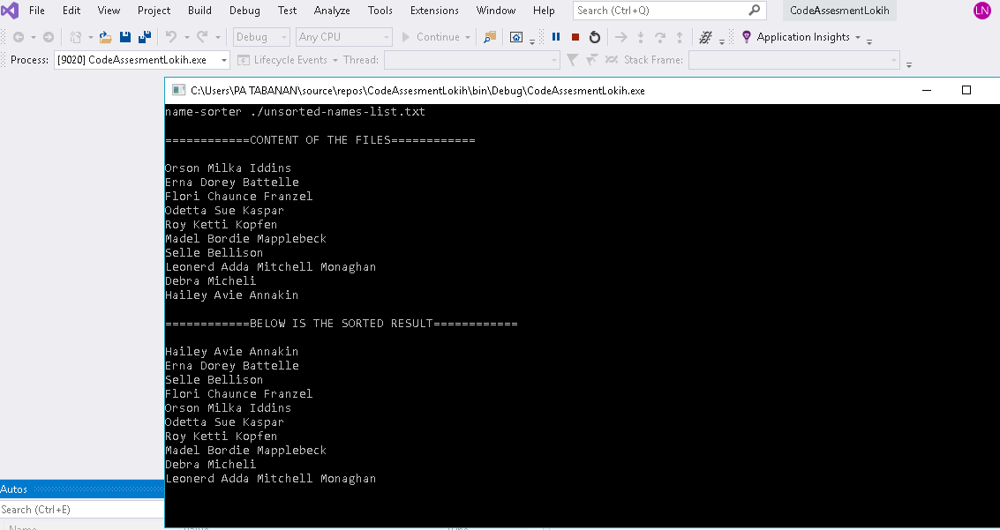 File Edit View Project Build Debug Test Analyze Tools Extensions Window Help Search (Ctrl+Q) CodeAssesmentLokih LN
Debug Any CPU Continue Application Insights
Process: [9020] CodeAssesmentLokih.exe Lifecycle Events Thread: Stack Frame:
C:\Users\PA TABANAN\source\repos\CodeAssesmentLokih\bin\Debug\CodeAssesmentLokih.exe
name-sorter ./unsorted-names-list.txt
============CONTENT OF THE FILES============
Orson Milka Iddins
Erna Dorey Battelle
Flori Chaunce Franzel
Odetta Sue Kaspar
Roy Ketti Kopfen
Madel Bordie Mapplebeck
Selle Bellison
Leonerd Adda Mitchell Monaghan
Debra Micheli
Hailey Avie Annakin
============BELOW IS THE SORTED RESULT============
Hailey Avie Annakin
Erna Dorey Battelle
Selle Bellison
Flori Chaunce Franzel
Orson Milka Iddins
Odetta Sue Kaspar
Roy Ketti Kopfen
Madel Bordie Mapplebeck
Debra Micheli
Leonerd Adda Mitchell Monaghan
Autos
Search (Ctrl+E)